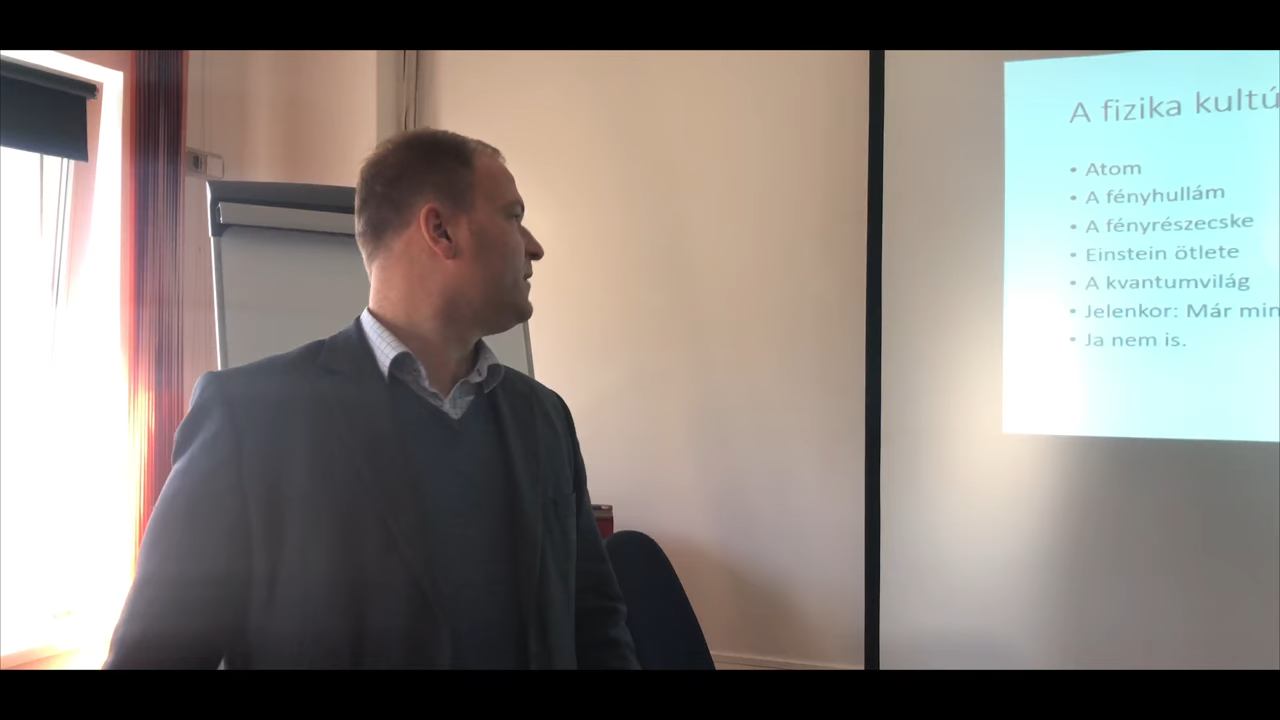 A fizika kultú
• Atom
• A fényhullám
• A fényrészecske
• Einstein ötlete
• A kvantumvilág
• Jelenkor: Már min
• Ja nem is.